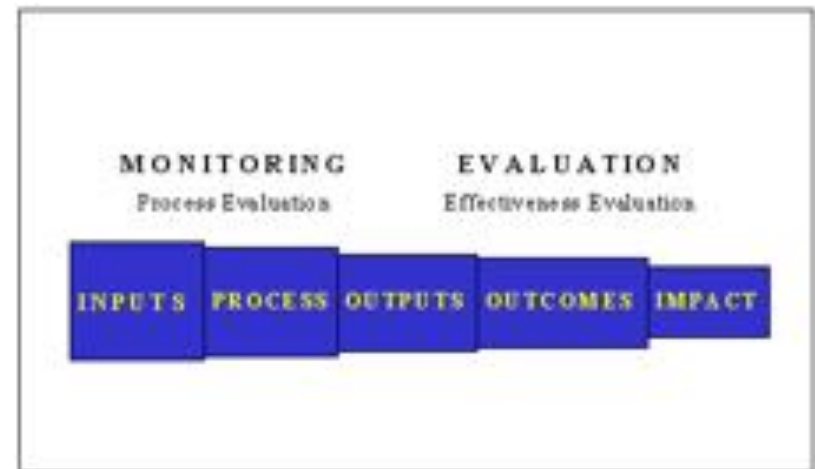 MONITORING EVALUATION
Process Evaluation Effectiveness Evaluation
INPUTS PROCESS OUTPUTS OUTCOMES IMPACT